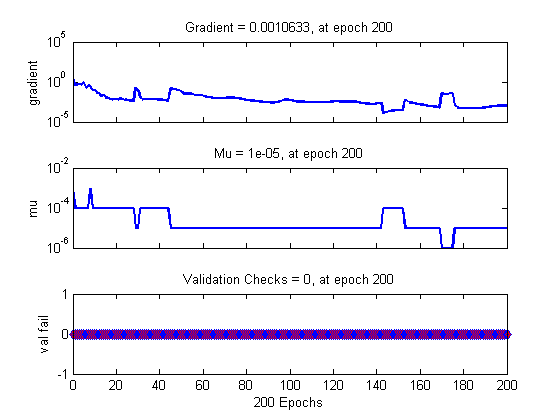 Gradient = 0.0010633, at epoch 200
10^5
10^0
10^-5
gradient
Mu = 1e-05, at epoch 200
10^-2
10^-4
10^-6
mu
Validation Checks = 0, at epoch 200
1
0
-1
val fail
0 20 40 60 80 100 120 140 160 180 200
200 Epochs